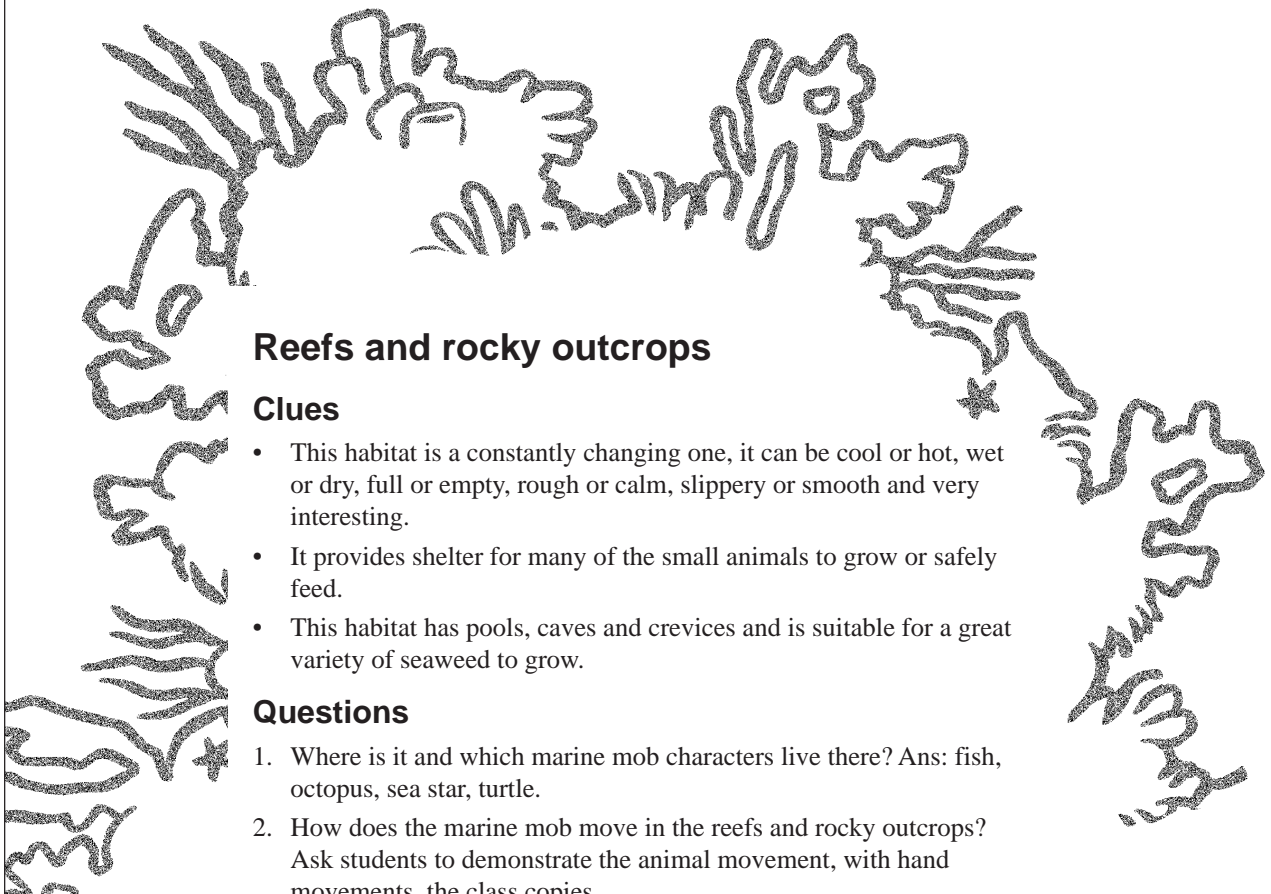 Reefs and rocky outcrops
Clues
• This habitat is a constantly changing one, it can be cool or hot, wet
or dry, full or empty, rough or calm, slippery or smooth and very
interesting.
• It provides shelter for many of the small animals to grow or safely
feed.
• This habitat has pools, caves and crevices and is suitable for a great
variety of seaweed to grow.
Questions
1. Where is it and which marine mob characters live there? Ans: fish,
octopus, sea star, turtle.
2. How does the marine mob move in the reefs and rocky outcrops?
Ask students to demonstrate the animal movement, with hand
movements, the class copies